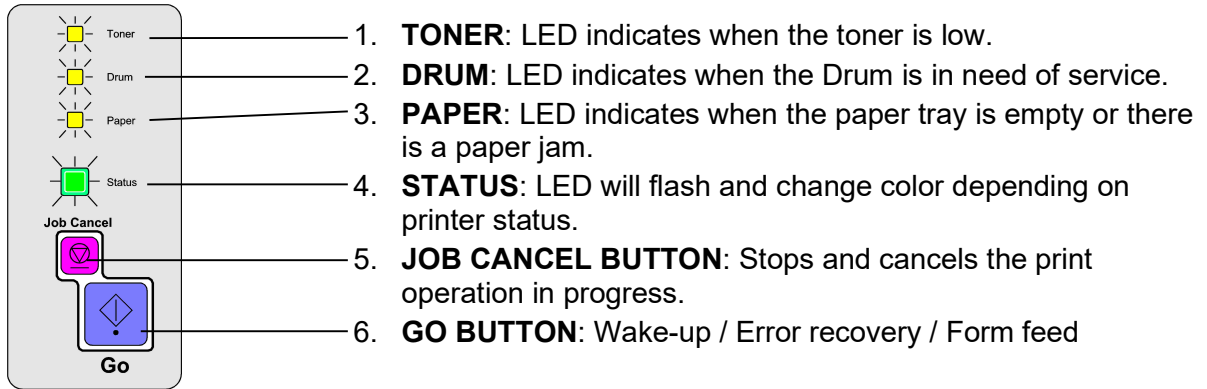 Toner
Drum
Paper
Status
Job Cancel
Go
1. TONER: LED indicates when the toner is low.
2. DRUM: LED indicates when the Drum is in need of service.
3. PAPER: LED indicates when the paper tray is empty or there
is a paper jam.
4. STATUS: LED will flash and change color depending on
printer status.
5. JOB CANCEL BUTTON: Stops and cancels the print
operation in progress.
6. GO BUTTON: Wake-up / Error recovery / Form feed